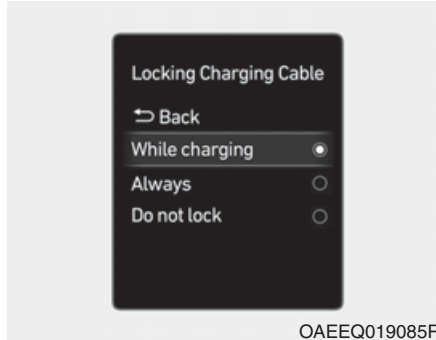 Locking Charging Cable
⮌ Back
While charging
Always
Do not lock
OAEEQ019085F